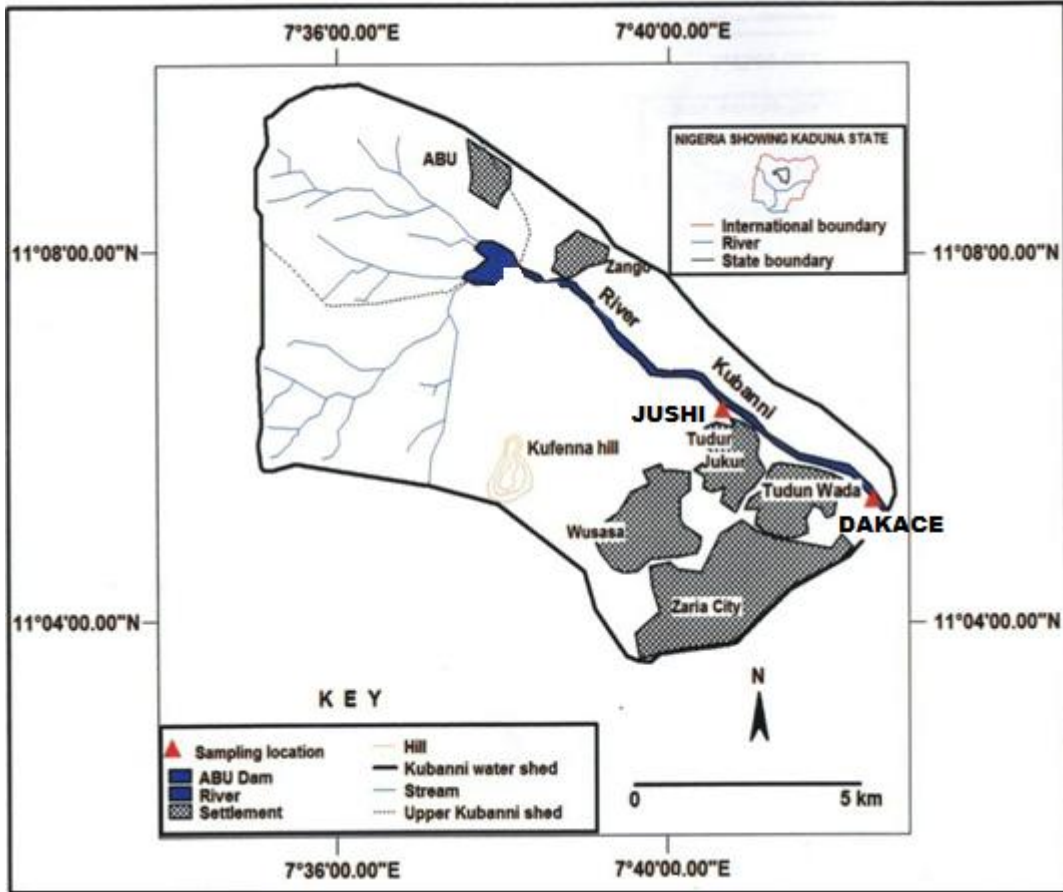 7°36'00.00"E
7°40'00.00"E
NIGERIA SHOWING KADUNA STATE
International boundary
River
State boundary
ABU
11°08'00.00"N
11°08'00.00"N
Zango
River
Kubanni
JUSHI
Tudur
Jukur
Kufenna hill
Tudun Wada
DAKACE
Wusasa
Zaria City
11°04'00.00"N
11°04'00.00"N
N
KEY
Sampling location
ABU Dam
River
Settlement
Hill
Kubanni water shed
Stream
Upper Kubanni shed
0
5 km
7°36'00.00"E
7°40'00.00"E